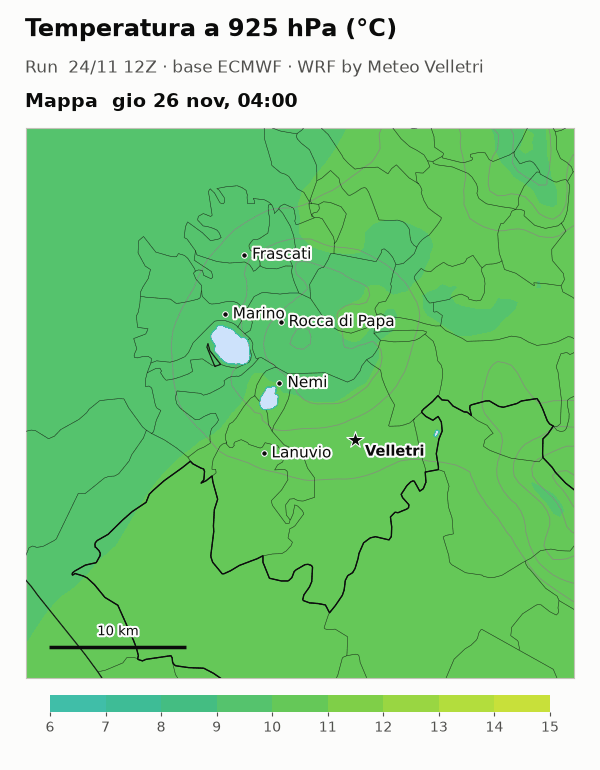 Temperatura a 925 hPa (°C)
Run  24/11 12Z · base ECMWF · WRF by Meteo Velletri
Mappa  gio 26 nov, 04:00
Frascati
Marino
Rocca di Papa
Nemi
Velletri
Lanuvio
10 km
6 7 8 9 10 11 12 13 14 15